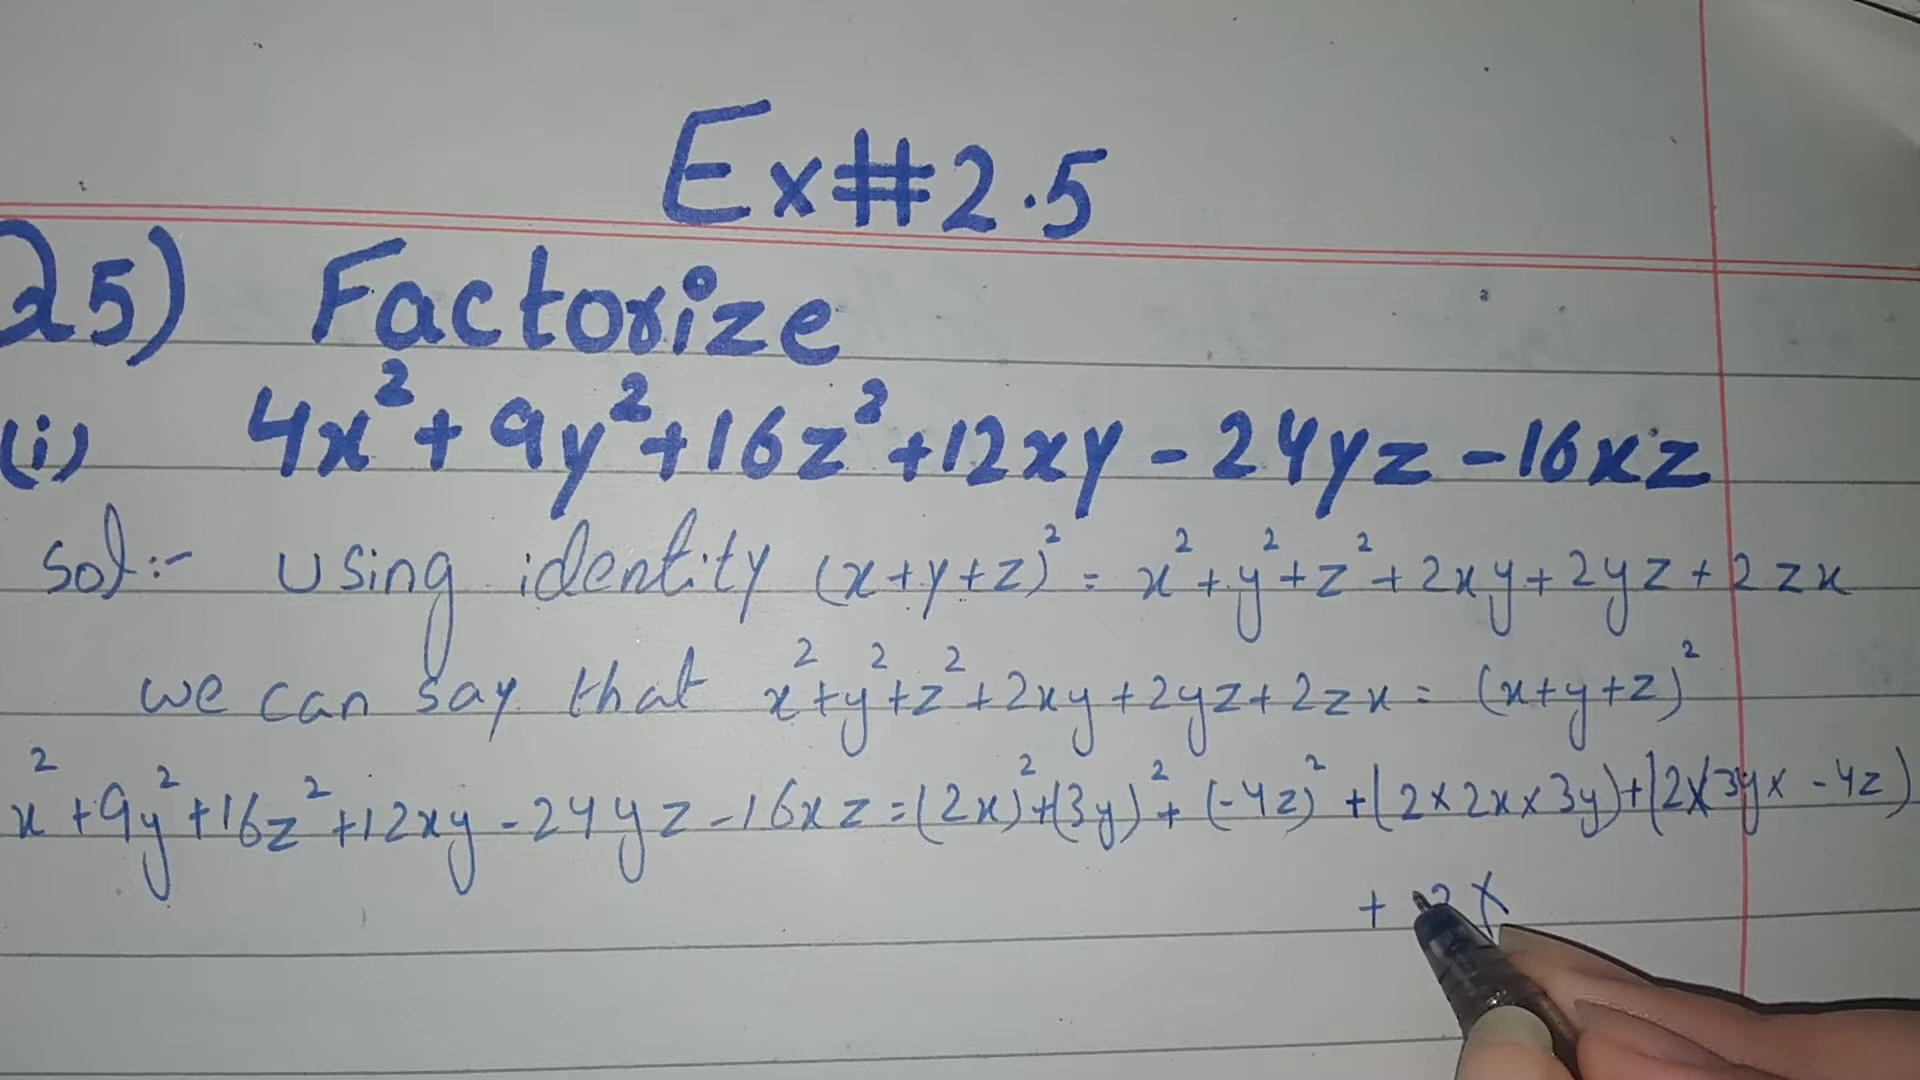 Ex#2.5
25) Factorize
(i) 4x²+9y²+16z²+12xy-24yz-16xz
Sol:- Using identity (x+y+z)² = x²+y²+z²+2xy+2yz+2zx
we can say that x²+y²+z²+2xy+2yz+2zx = (x+y+z)²
x²+9y²+16z²+12xy-24yz-16xz=(2x)²+(3y)²+(-4z)²+(2×2x×3y)+(2×3y×-4z)
+